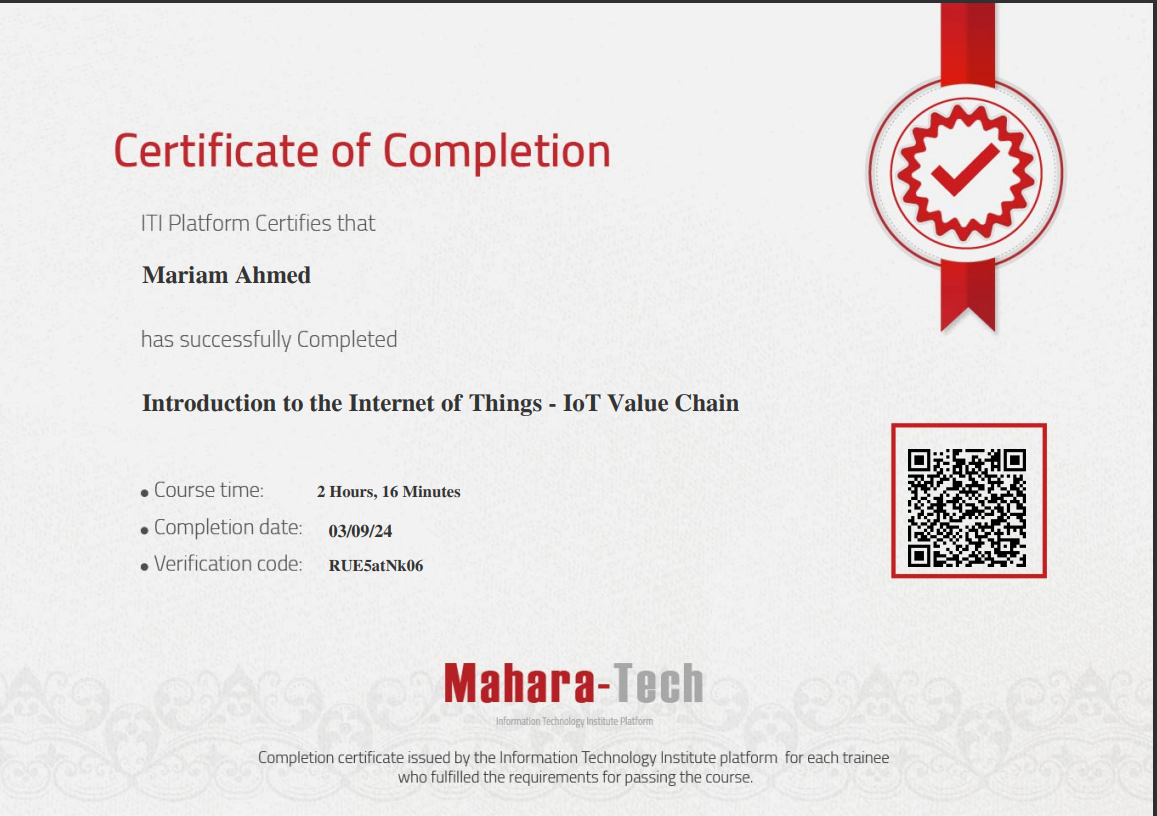 Certificate of Completion
ITI Platform Certifies that
Mariam Ahmed
has successfully Completed
Introduction to the Internet of Things - IoT Value Chain
Course time: 2 Hours, 16 Minutes
Completion date: 03/09/24
Verification code: RUE5atNk06
Mahara-Tech
Information Technology Institute Platform
Completion certificate issued by the Information Technology Institute platform for each trainee
who fulfilled the requirements for passing the course.